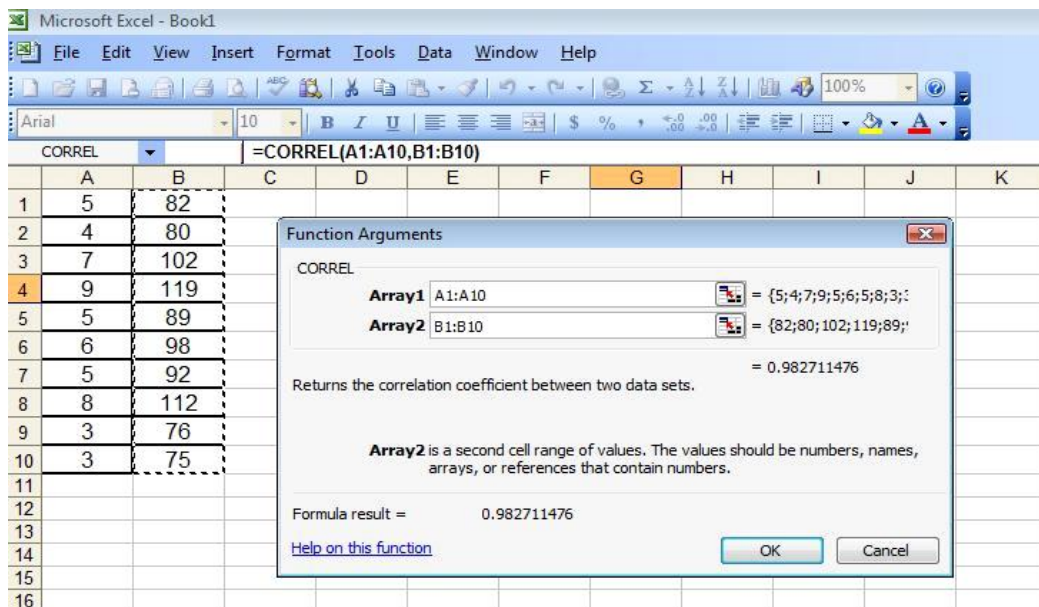 Microsoft Excel - Book1
File Edit View Insert Format Tools Data Window Help
ABC Σ A Z Z A 100%
Arial 10 B I U a $ % , .0 .00 .00 .0 A
CORREL =CORREL(A1:A10,B1:B10)
A B C D E F G H I J K
1 5 82
2 4 80
3 7 102
4 9 119
5 5 89
6 6 98
7 5 92
8 8 112
9 3 76
10 3 75
11
12
13
14
15
16
Function Arguments
CORREL
Array1 A1:A10 = {5;4;7;9;5;6;5;8;3;
Array2 B1:B10 = {82;80;102;119;89;
= 0.982711476
Returns the correlation coefficient between two data sets.
Array2 is a second cell range of values. The values should be numbers, names,
arrays, or references that contain numbers.
Formula result = 0.982711476
Help on this function OK Cancel